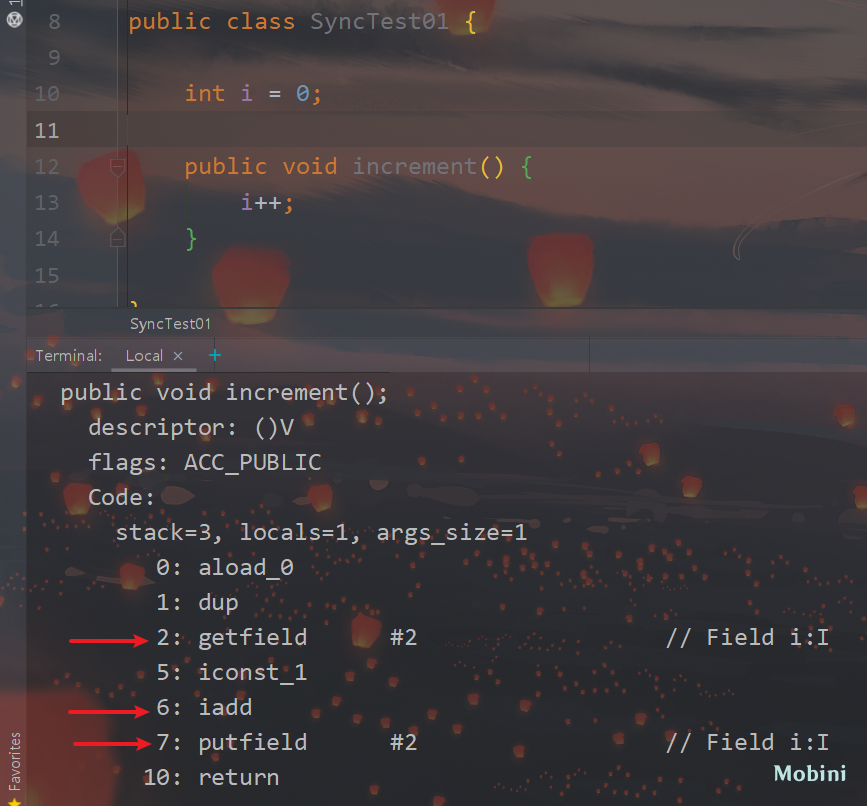 8 public class SyncTest01 {
9
10 int i = 0;
11
12 public void increment() {
13 i++;
14 }
15
SyncTest01
Terminal: Local × +
public void increment();
descriptor: ()V
flags: ACC_PUBLIC
Code:
stack=3, locals=1, args_size=1
0: aload_0
1: dup
2: getfield #2 // Field i:I
5: iconst_1
6: iadd
7: putfield #2 // Field i:I
10: return
Favorites
Mobini